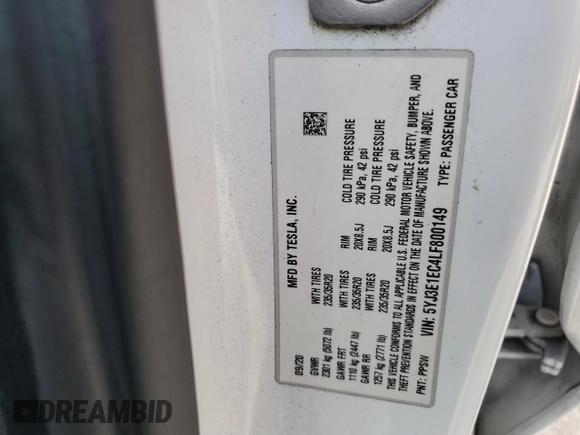 MFD BY TESLA, INC.
09/20
GVWR WITH TIRES RIM COLD TIRE PRESSURE
2301 kg (5072 lb) 235/35R20 20X8.5J 290 kPa, 42 psi
GAWR FRT WITH TIRES RIM COLD TIRE PRESSURE
1110 kg (2447 lb) 235/35R20 20X8.5J 290 kPa, 42 psi
GAWR RR WITH TIRES
1257 kg (2771 lb) 235/35R20
THIS VEHICLE CONFORMS TO ALL APPLICABLE U.S. FEDERAL MOTOR VEHICLE SAFETY, BUMPER, AND
THEFT PREVENTION STANDARDS IN EFFECT ON THE DATE OF MANUFACTURE SHOWN ABOVE.
VIN: 5YJ3E1EC4LF800149
PNT: PPSW TYPE: PASSENGER CAR
DREAMBID